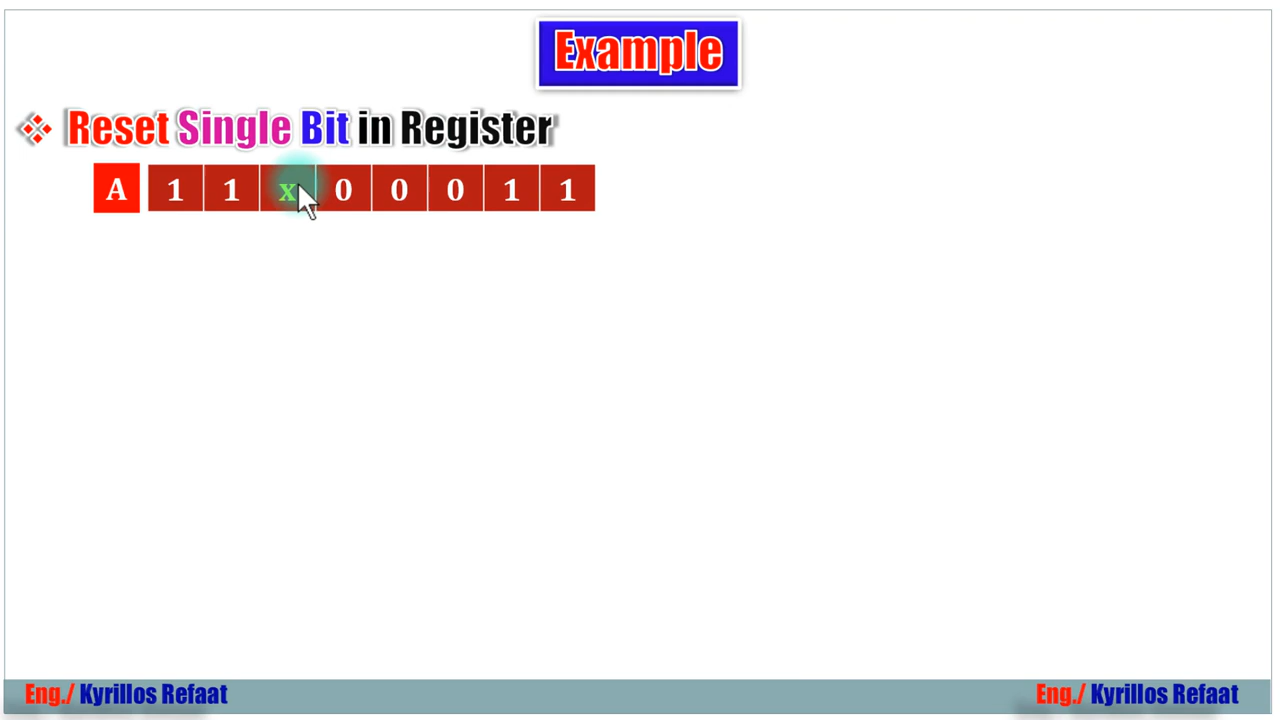 Example
Reset Single Bit in Register
A 1 1 x 0 0 0 1 1
Eng./ Kyrillos Refaat Eng./ Kyrillos Refaat